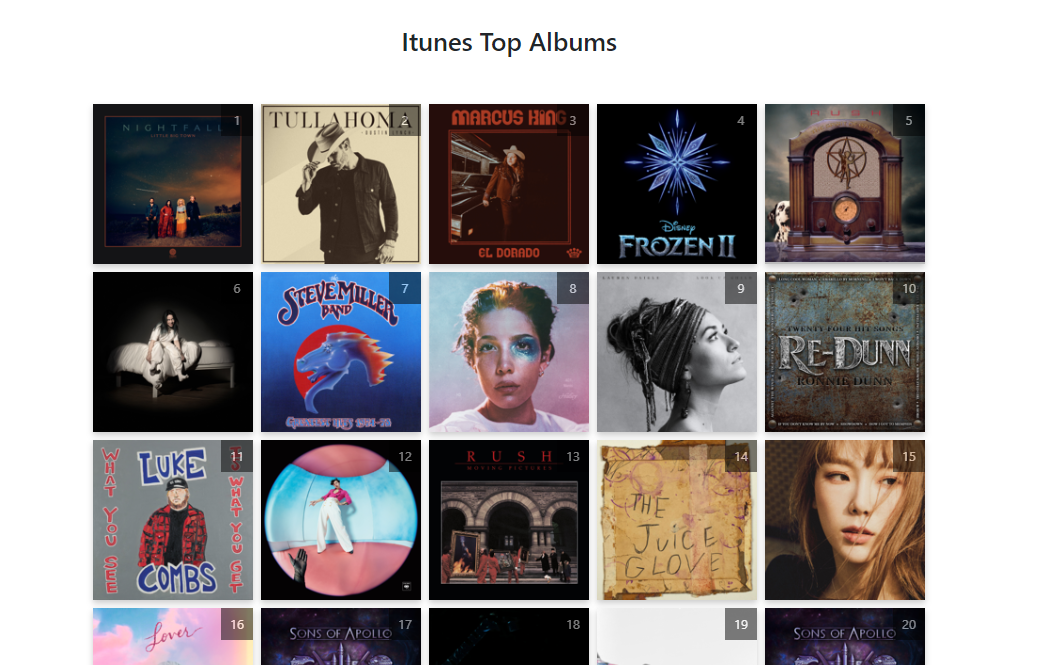 Itunes Top Albums
1
NIGHTFALL
LITTLE BIG TOWN
2
TULLAHOMA
DUSTIN LYNCH
3
MARCUS KING
EL DORADO
4
Disney
FROZEN II
5
RUSH
6
7
STEVE MILLER
BAND
GREATEST HITS 1974-78
8
9
10
TWENTY FOUR HIT SONGS
RE-DUNN
RONNIE DUNN
11
WHAT YOU SEE
LUKE
COMBS
IS WHAT YOU GET
12
13
RUSH
MOVING PICTURES
14
THE
JUICE
GLOVE
15
16
Lover
17
SONS OF APOLLO
18
19
20
SONS OF APOLLO